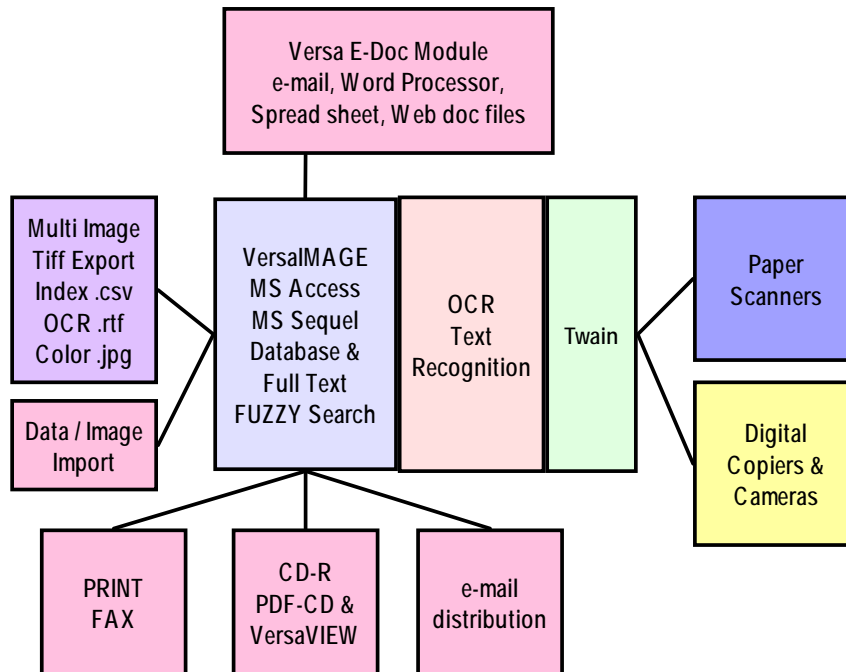 Versa E-Doc Module
e-mail, Word Processor,
Spread sheet, Web doc files
Multi Image
Tiff Export
Index .csv
OCR .rtf
Color .jpg
Data / Image
Import
VersaIMAGE
MS Access
MS Sequel
Database &
Full Text
FUZZY Search
OCR
Text
Recognition
Twain
Paper
Scanners
Digital
Copiers &
Cameras
PRINT
FAX
CD-R
PDF-CD &
VersaVIEW
e-mail
distribution